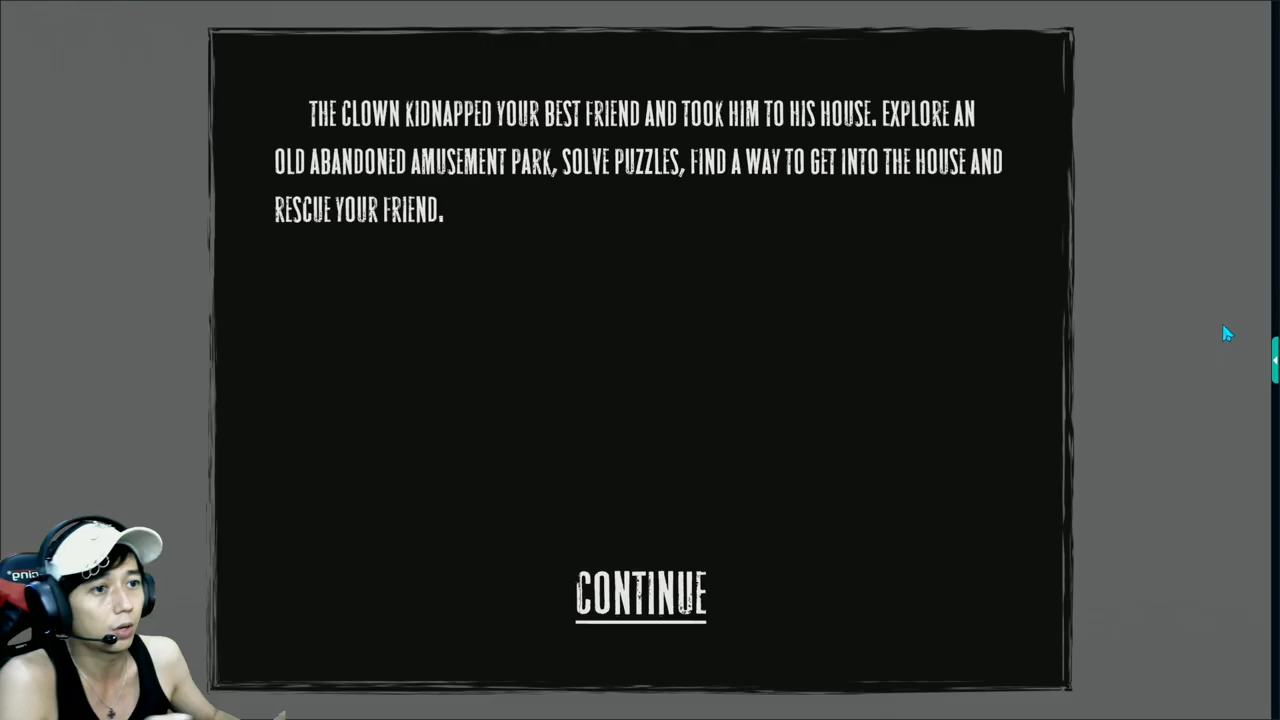 THE CLOWN KIDNAPPED YOUR BEST FRIEND AND TOOK HIM TO HIS HOUSE. EXPLORE AN
OLD ABANDONED AMUSEMENT PARK, SOLVE PUZZLES, FIND A WAY TO GET INTO THE HOUSE AND
RESCUE YOUR FRIEND.
CONTINUE